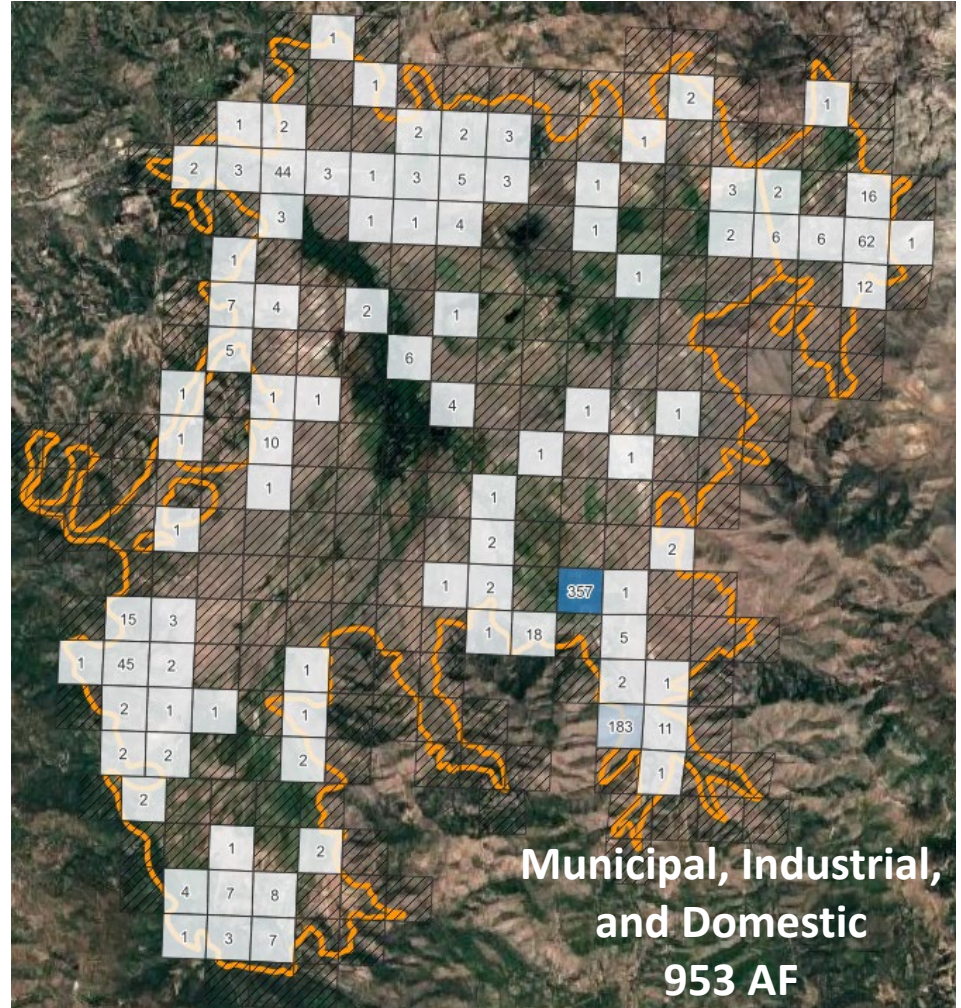 1
1
2
1
1 2 2 2 3 1
2 3 44 3 1 3 5 3 1 3 2 16
3 1 1 4 1 2 6 6 62 1
1 1 12
7 4 2 1
5 6
1 1 1 4 1 1
1 10 1 1
1 1
1 2 2
1 2 357 1
15 3 1 18 5
1 45 2 1 2 1
2 1 1 1 183 11
2 2 2 1
2
1 2
4 7 8
1 3 7
Municipal, Industrial,
and Domestic
953 AF